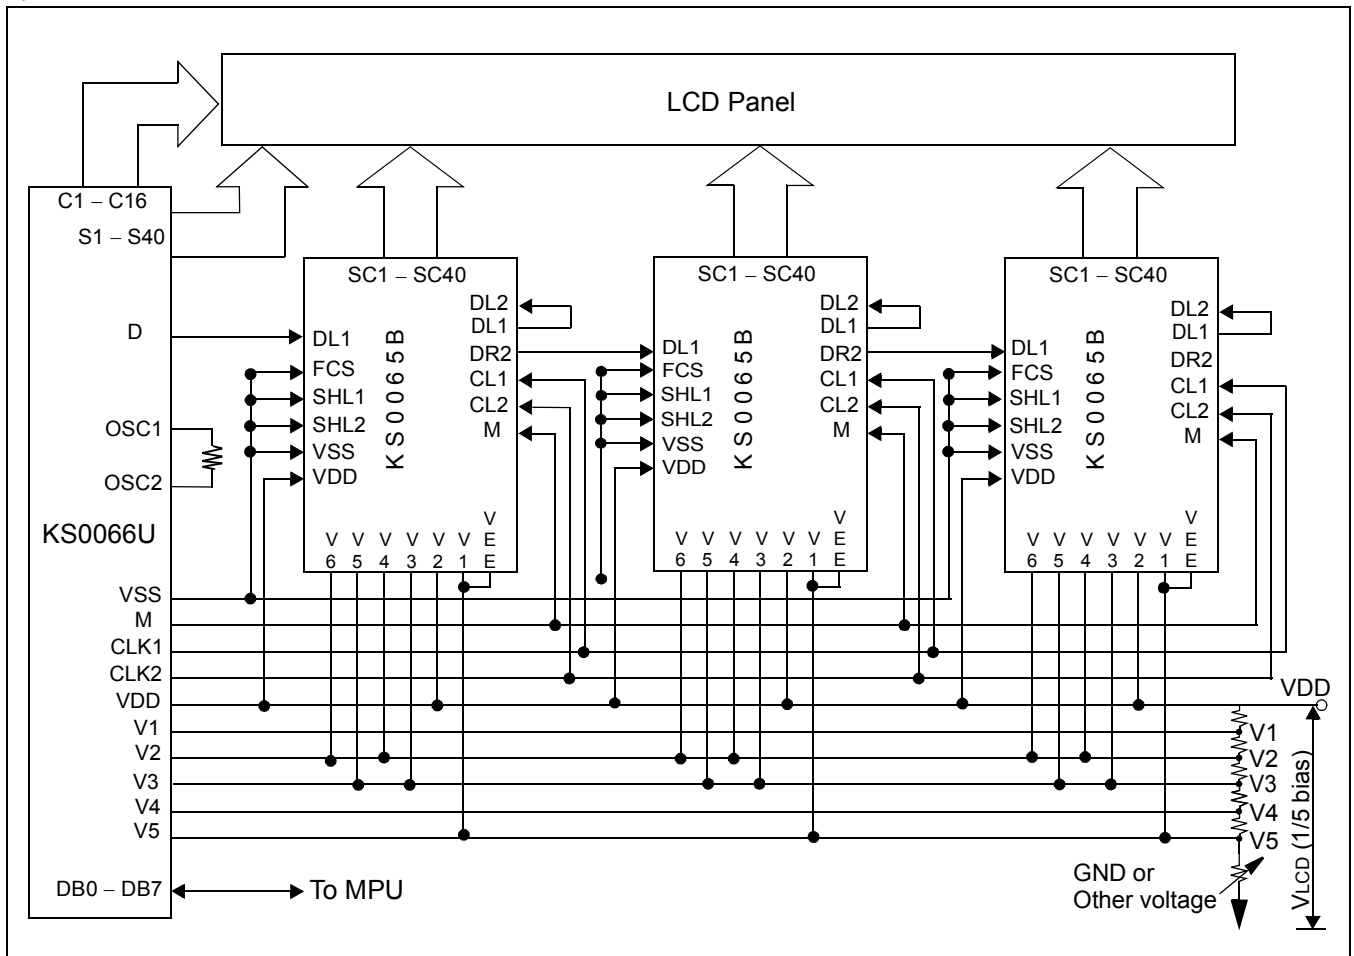 LCD Panel
C1 – C16
S1 – S40
D
OSC1
OSC2
KS0066U
VSS
M
CLK1
CLK2
VDD
V1
V2
V3
V4
V5
DB0 – DB7
To MPU
SC1 – SC40
DL1
FCS
SHL1
SHL2
VSS
VDD
KS0065B
DL2
DL1
DR2
CL1
CL2
M
V6
V5
V4
V3
V2
V1
VEE
SC1 – SC40
DL1
FCS
SHL1
SHL2
VSS
VDD
KS0065B
DL2
DL1
DR2
CL1
CL2
M
V6
V5
V4
V3
V2
V1
VEE
SC1 – SC40
DL1
FCS
SHL1
SHL2
VSS
VDD
KS0065B
DL2
DL1
DR2
CL1
CL2
M
V6
V5
V4
V3
V2
V1
VEE
VDD
V1
V2
V3
V4
V5
VLCD (1/5 bias)
GND or
Other voltage